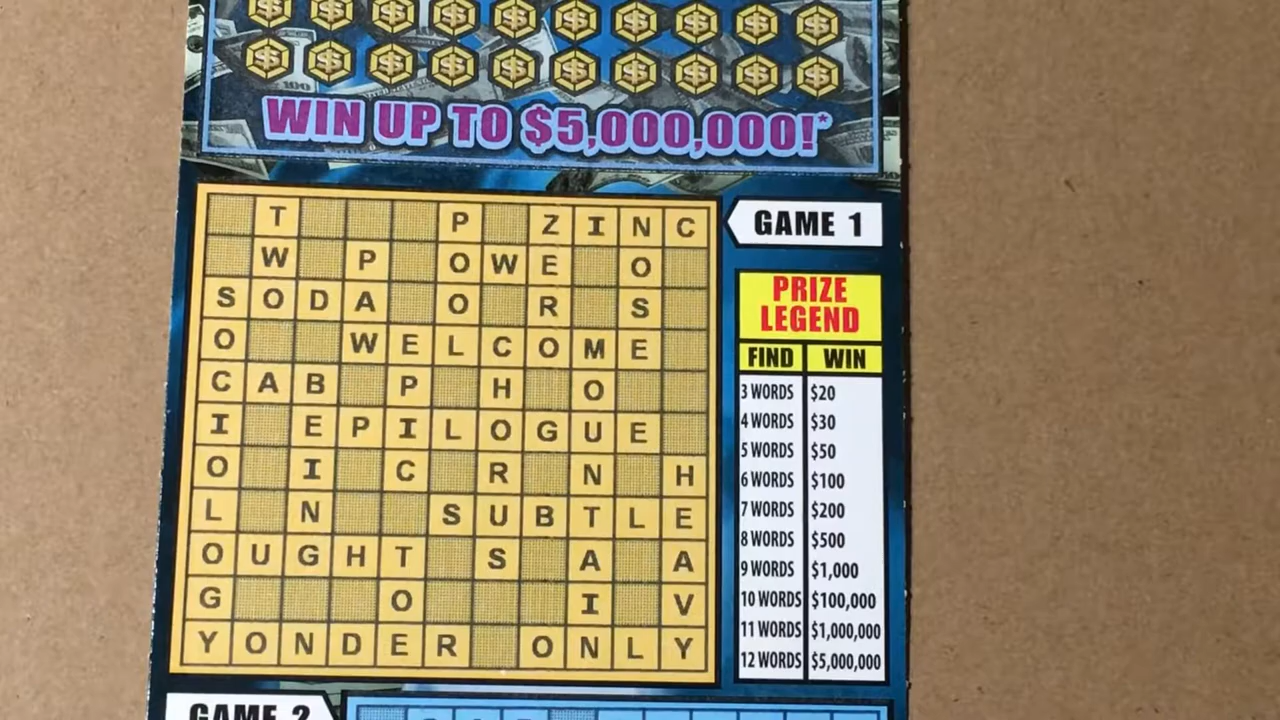 WIN UP TO $5,000,000!*
T P Z I N C
W P O W E O
S O D A O R S
O W E L C O M E
C A B P H O
I E P I L O G U E
O I C R N H
L N S U B T L E
O U G H T S A A
G O I V
Y O N D E R O N L Y
GAME 1
PRIZE
LEGEND
FIND WIN
3 WORDS $20
4 WORDS $30
5 WORDS $50
6 WORDS $100
7 WORDS $200
8 WORDS $500
9 WORDS $1,000
10 WORDS $100,000
11 WORDS $1,000,000
12 WORDS $5,000,000
GAME 2